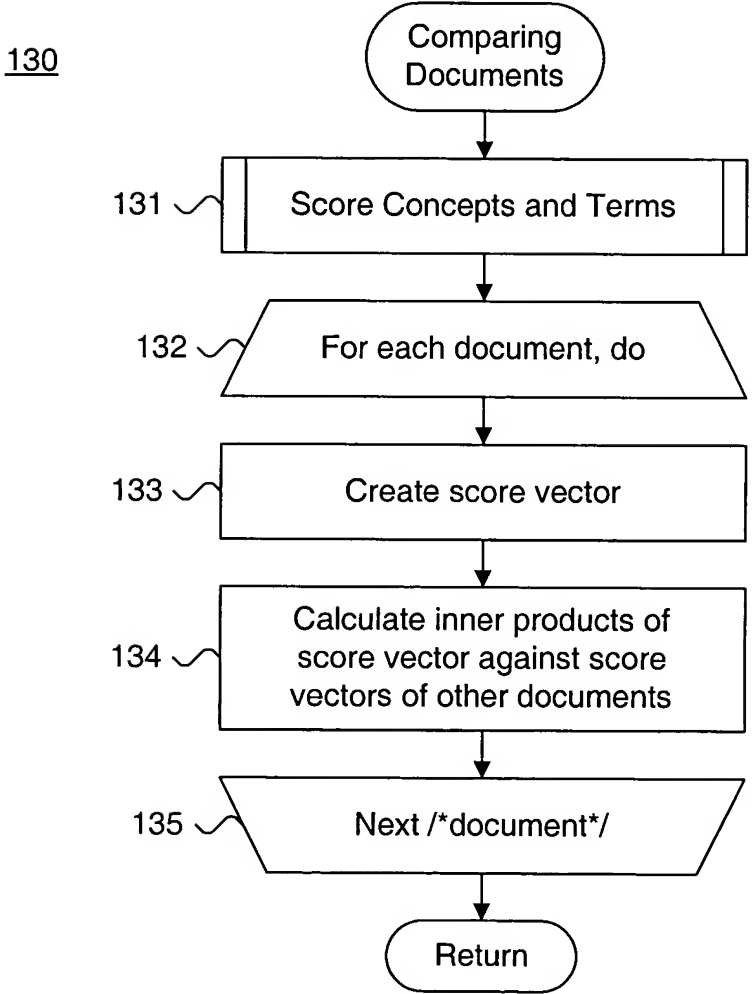 130
Comparing
Documents
131
Score Concepts and Terms
132
For each document, do
133
Create score vector
134
Calculate inner products of
score vector against score
vectors of other documents
135
Next /*document*/
Return